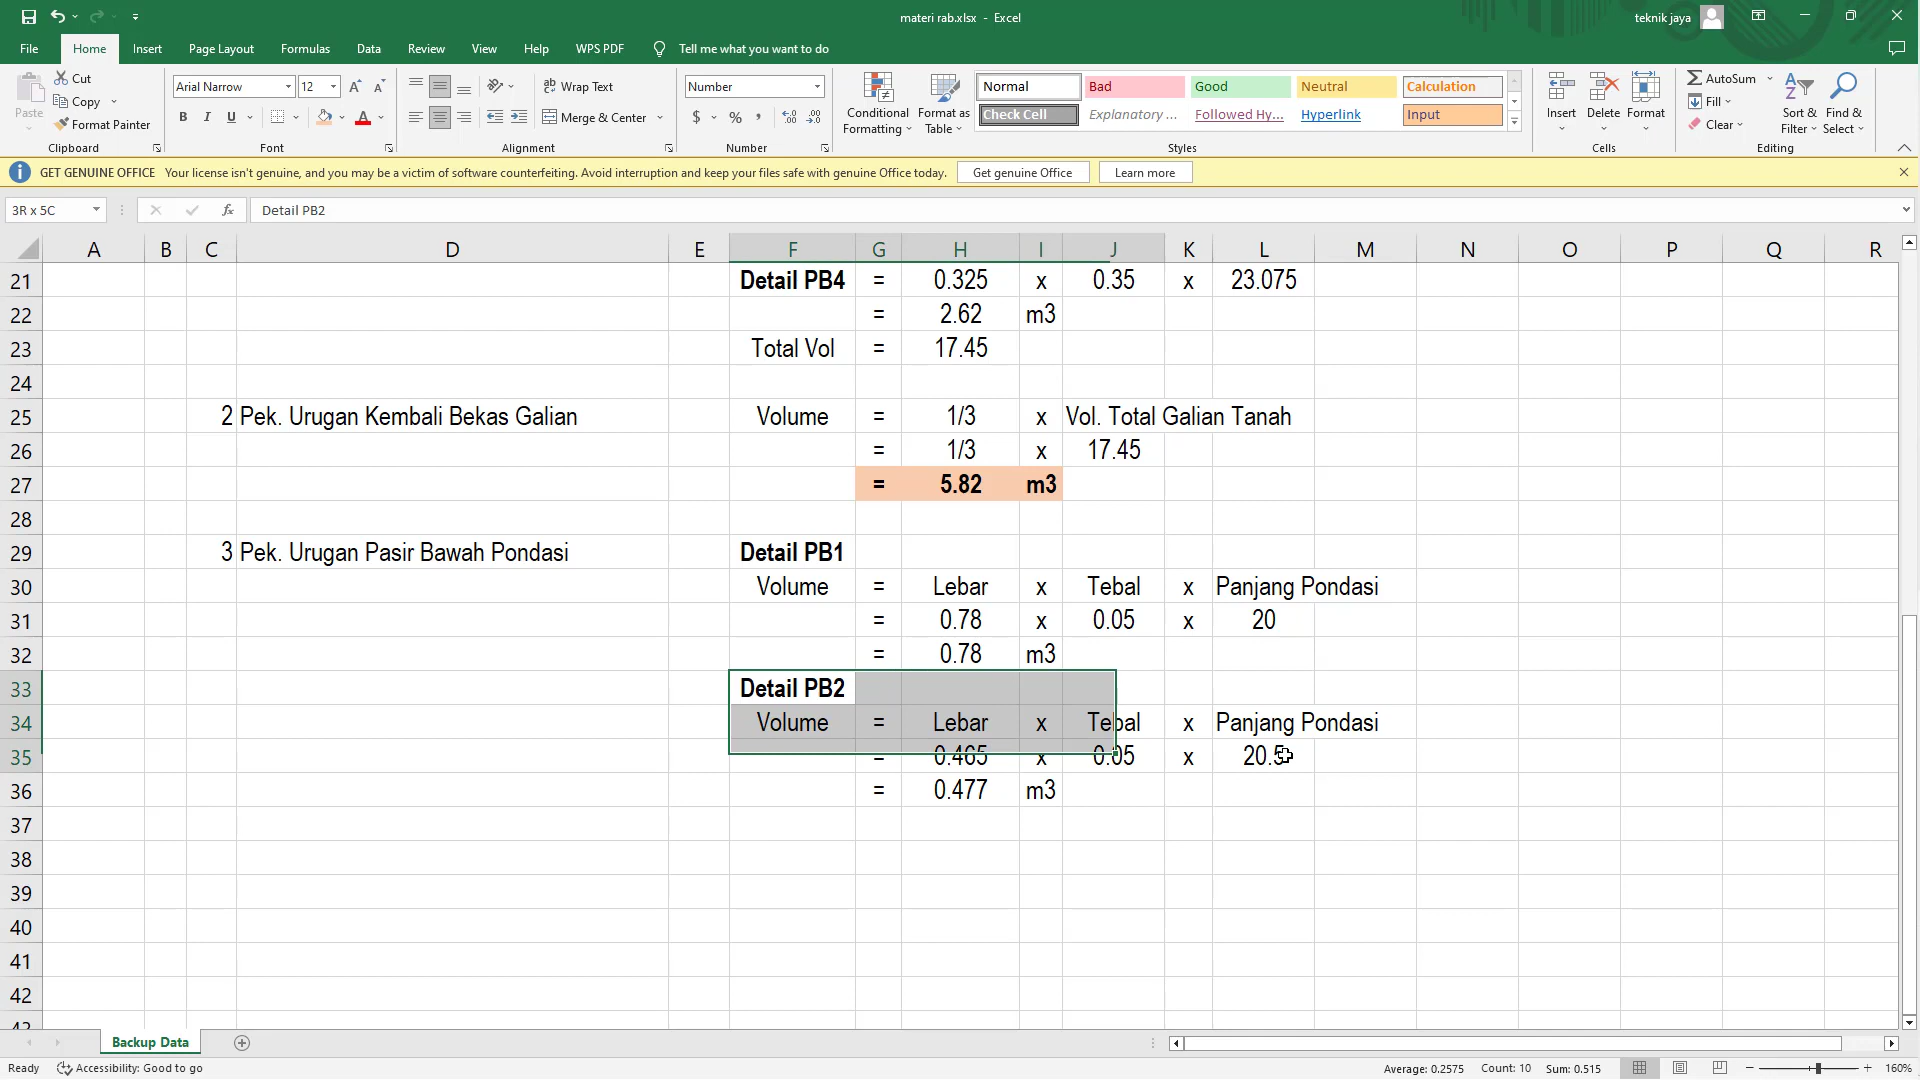 materi rab.xlsx - Excel
teknik jaya
File Home Insert Page Layout Formulas Data Review View Help WPS PDF Tell me what you want to do
Paste
Cut
Copy
Format Painter
Clipboard
Arial Narrow 12
B I U
Font
Wrap Text
Merge & Center
Alignment
Number
$ % ,
Number
Conditional Formatting
Format as Table
Normal Bad Good Neutral Calculation
Check Cell Explanatory ... Followed Hy... Hyperlink Input
Styles
Insert Delete Format
Cells
AutoSum
Fill
Clear
Sort & Filter
Find & Select
Editing
GET GENUINE OFFICE Your license isn't genuine, and you may be a victim of software counterfeiting. Avoid interruption and keep your files safe with genuine Office today. Get genuine Office Learn more
3R x 5C fx Detail PB2
A B C D E F G H I J K L M N O P Q R
21 Detail PB4 = 0.325 x 0.35 x 23.075
22 = 2.62 m3
23 Total Vol = 17.45
24
25 2 Pek. Urugan Kembali Bekas Galian Volume = 1/3 x Vol. Total Galian Tanah
26 = 1/3 x 17.45
27 = 5.82 m3
28
29 3 Pek. Urugan Pasir Bawah Pondasi Detail PB1
30 Volume = Lebar x Tebal x Panjang Pondasi
31 = 0.78 x 0.05 x 20
32 = 0.78 m3
33 Detail PB2
34 Volume = Lebar x Tebal x Panjang Pondasi
35 = 0.465 x 0.05 x 20.5
36 = 0.477 m3
37
38
39
40
41
42
43
Backup Data
Ready Accessibility: Good to go Average: 0.2575 Count: 10 Sum: 0.515 160%